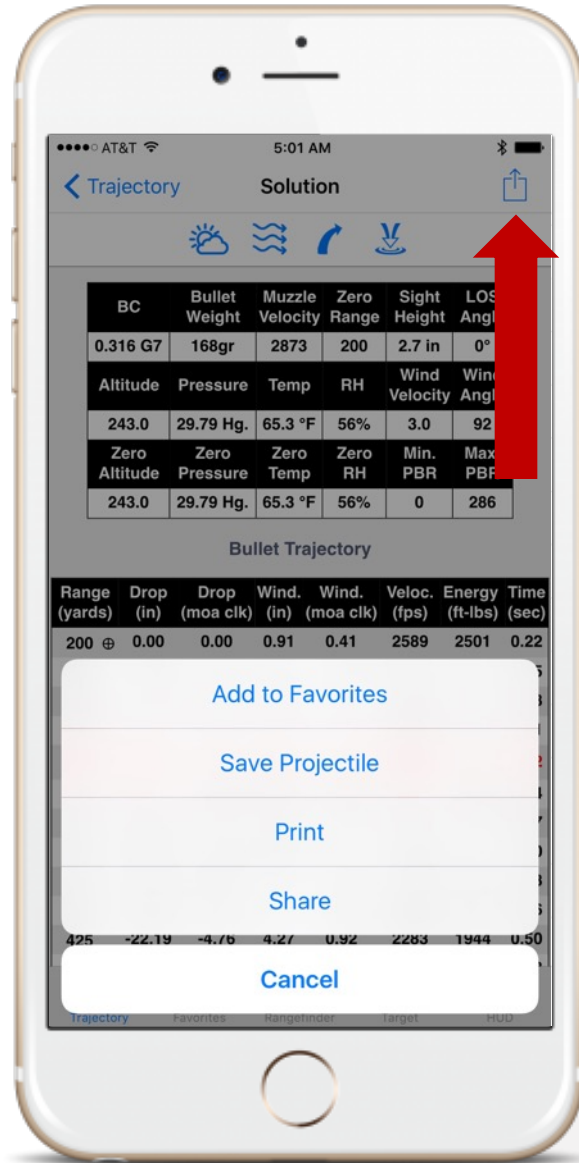 AT&T 5:01 AM
Trajectory Solution
BC Bullet Weight Muzzle Velocity Zero Range Sight Height LOS
0.316 G7 168gr 2873 200 2.7 in 0°
Altitude Pressure Temp RH Wind Velocity
243.0 29.79 Hg. 65.3 °F 56% 3.0 92
Zero Altitude Zero Pressure Zero Temp Zero RH Min. PBR Max
243.0 29.79 Hg. 65.3 °F 56% 0 286
Bullet Trajectory
Range (yards) Drop (in) Drop (moa clk) Wind. (in) Wind. (moa clk) Veloc. (fps) Energy (ft-lbs) Time (sec)
200 ⊕ 0.00 0.00 0.91 0.41 2589 2501 0.22
Add to Favorites
Save Projectile
Print
Share
425 -22.19 -4.76 4.27 0.92 2283 1944 0.50
Cancel
Trajectory Favorites Rangefinder Target HUD